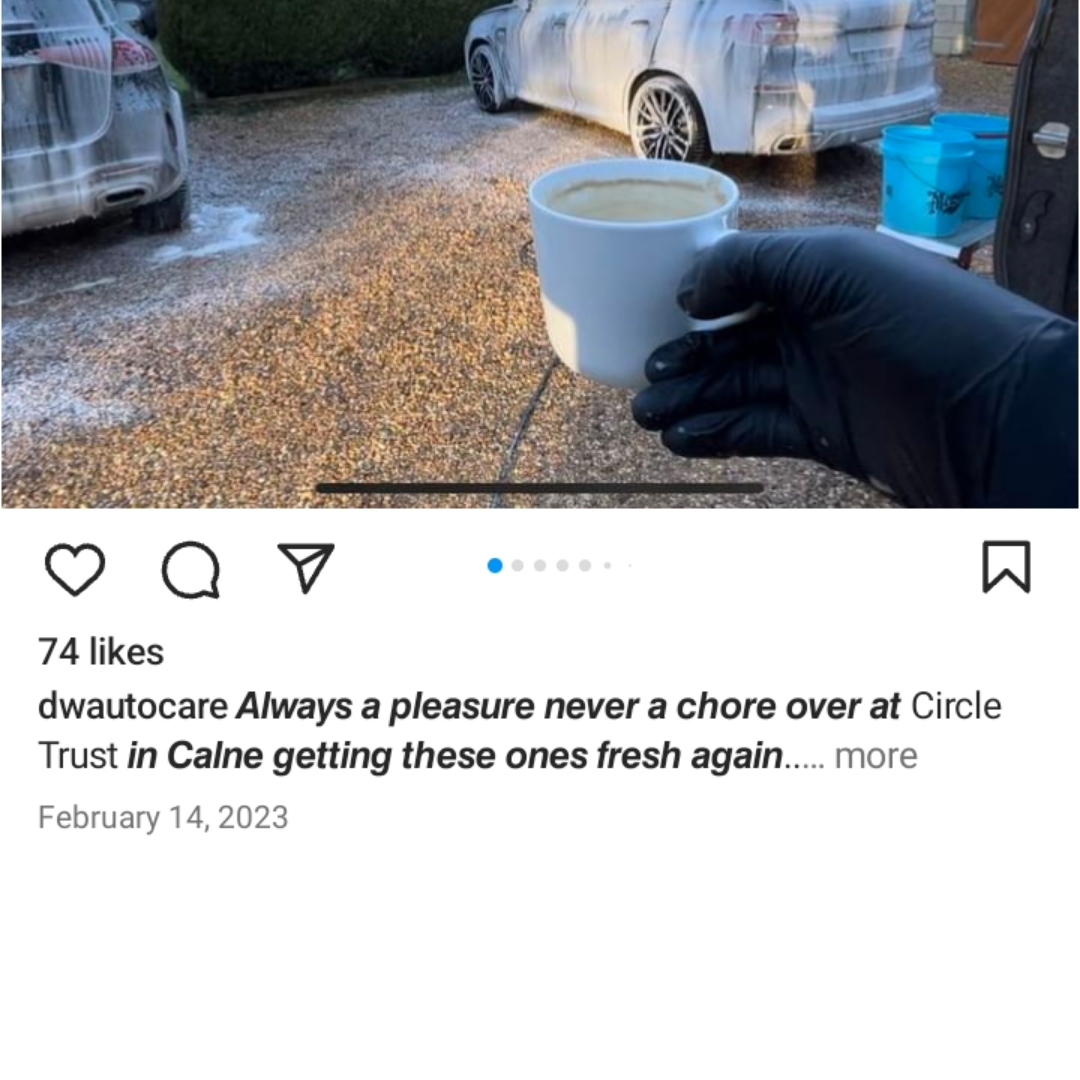 74 likes
dwautocare Always a pleasure never a chore over at Circle
Trust in Calne getting these ones fresh again..... more
February 14, 2023